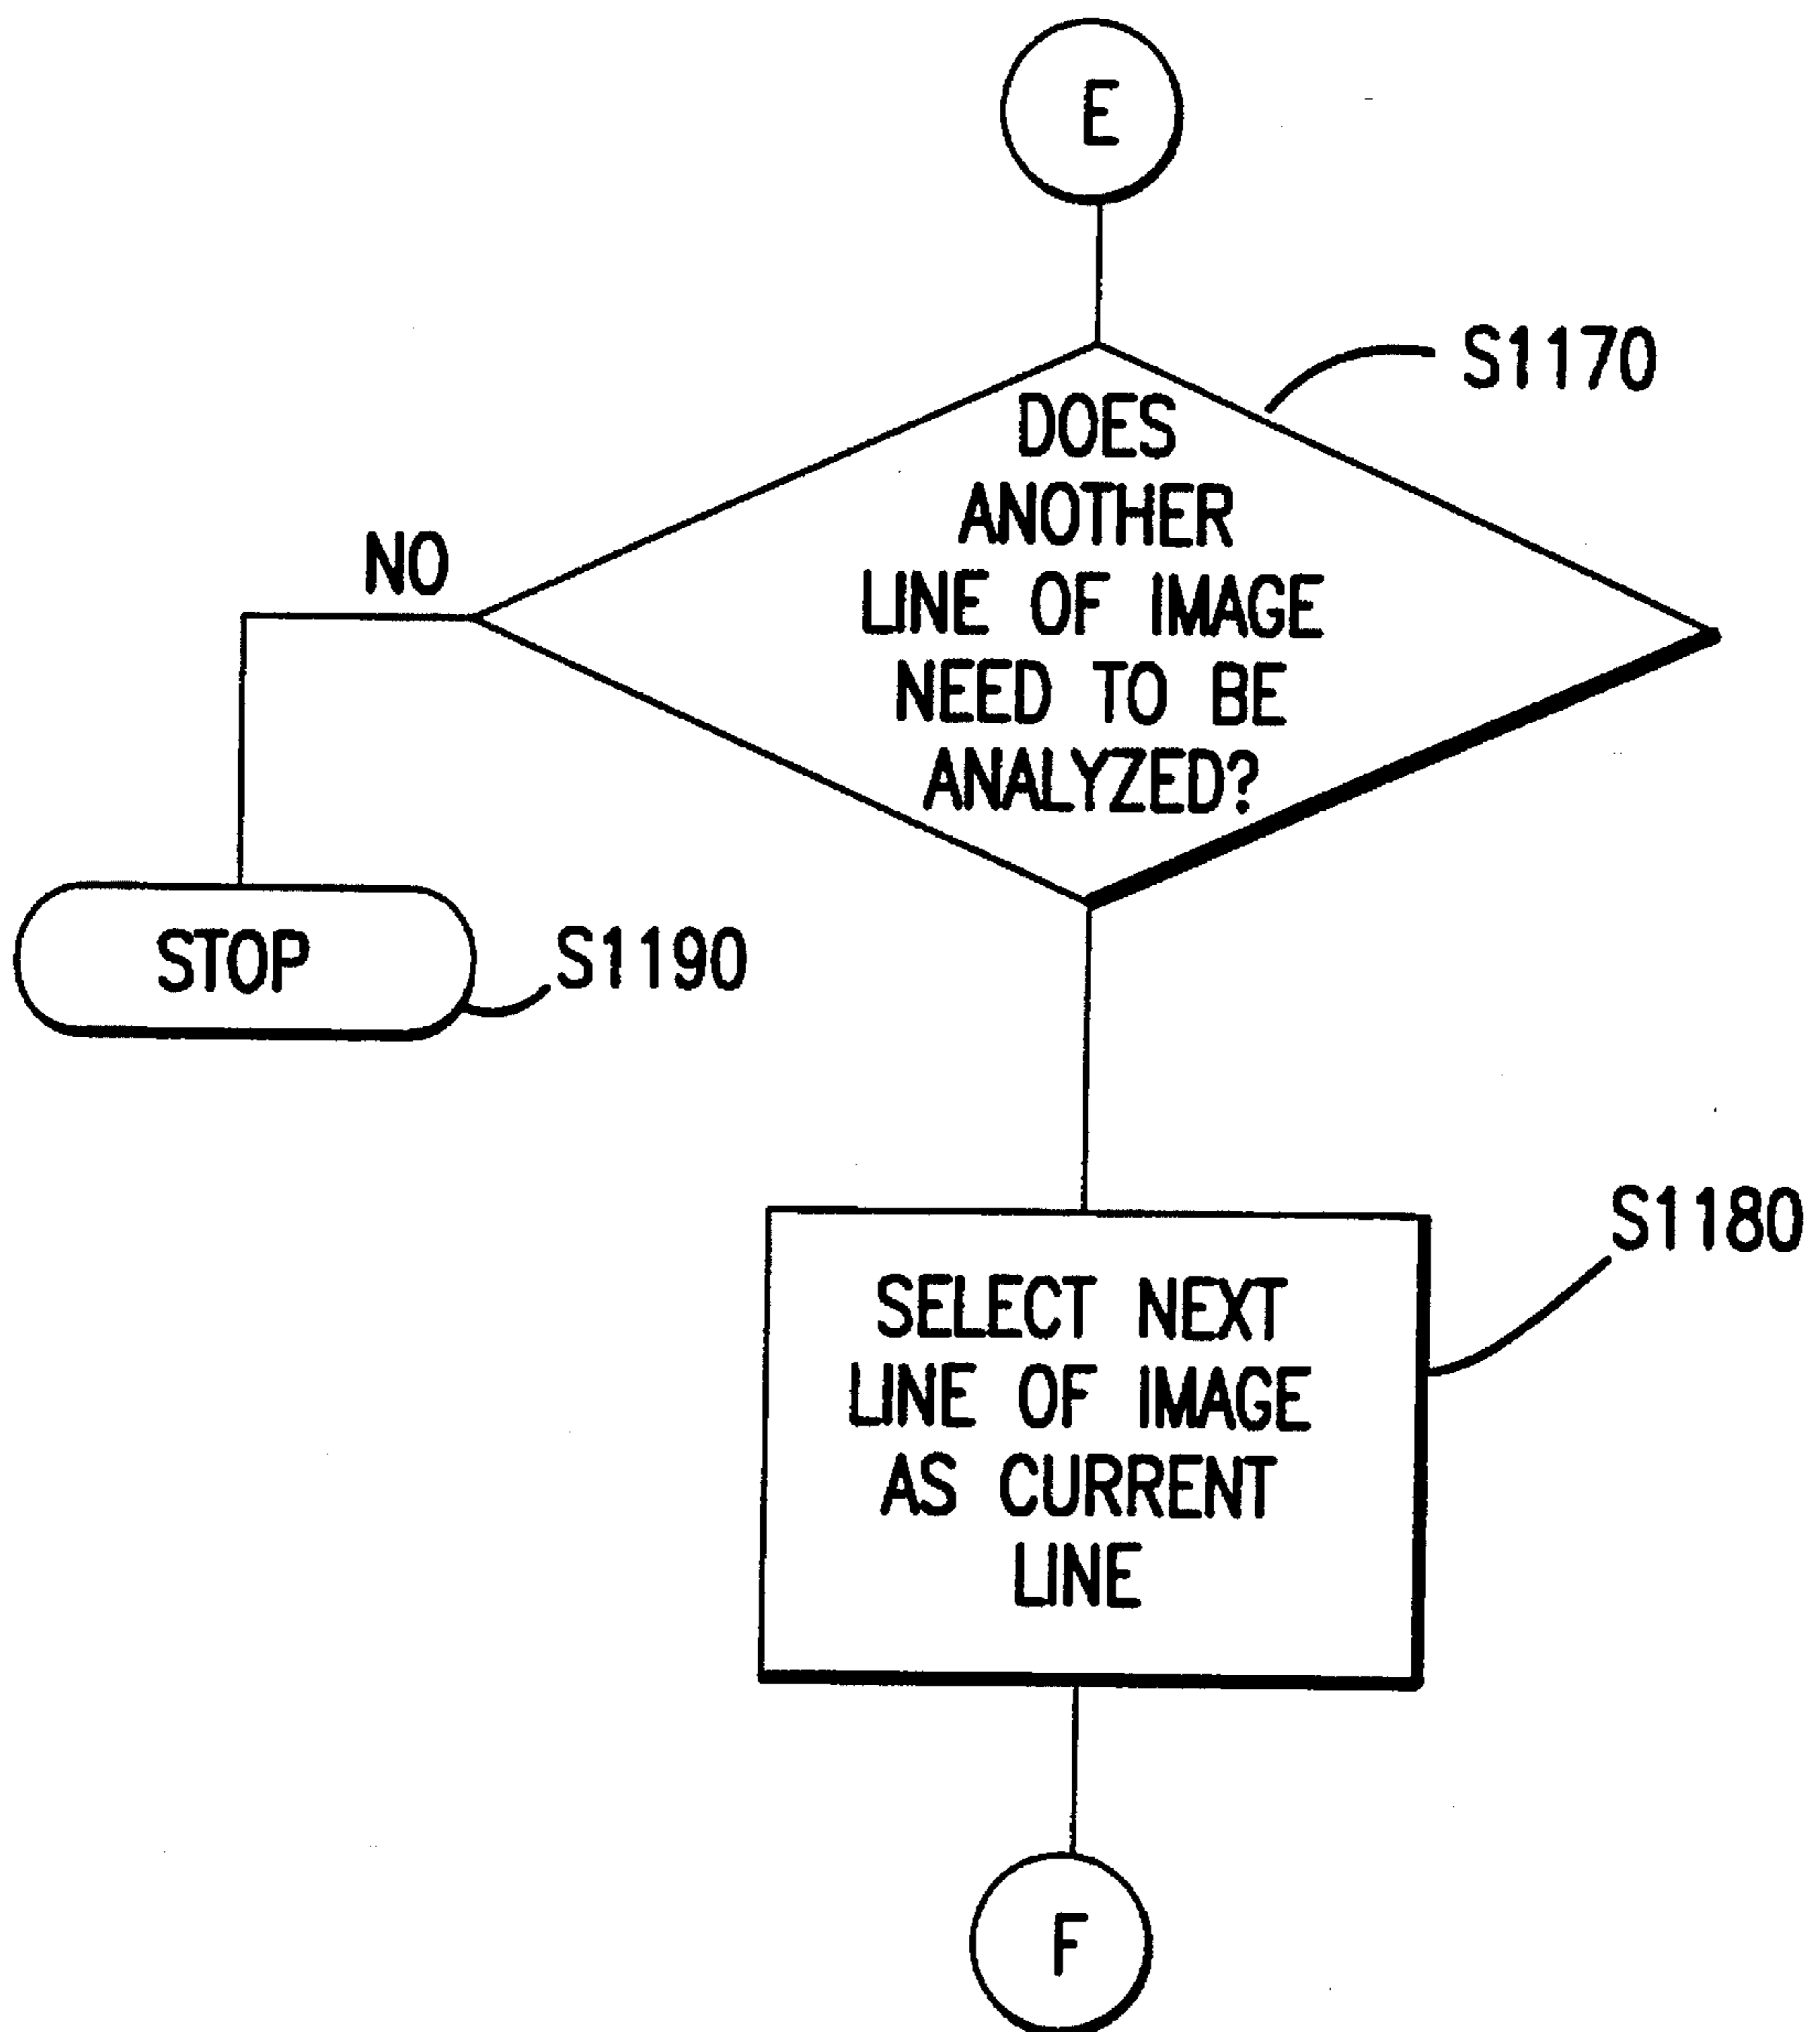 E
S1170
DOES
ANOTHER
LINE OF IMAGE
NEED TO BE
ANALYZED?
NO
STOP
S1190
S1180
SELECT NEXT
LINE OF IMAGE
AS CURRENT
LINE
F